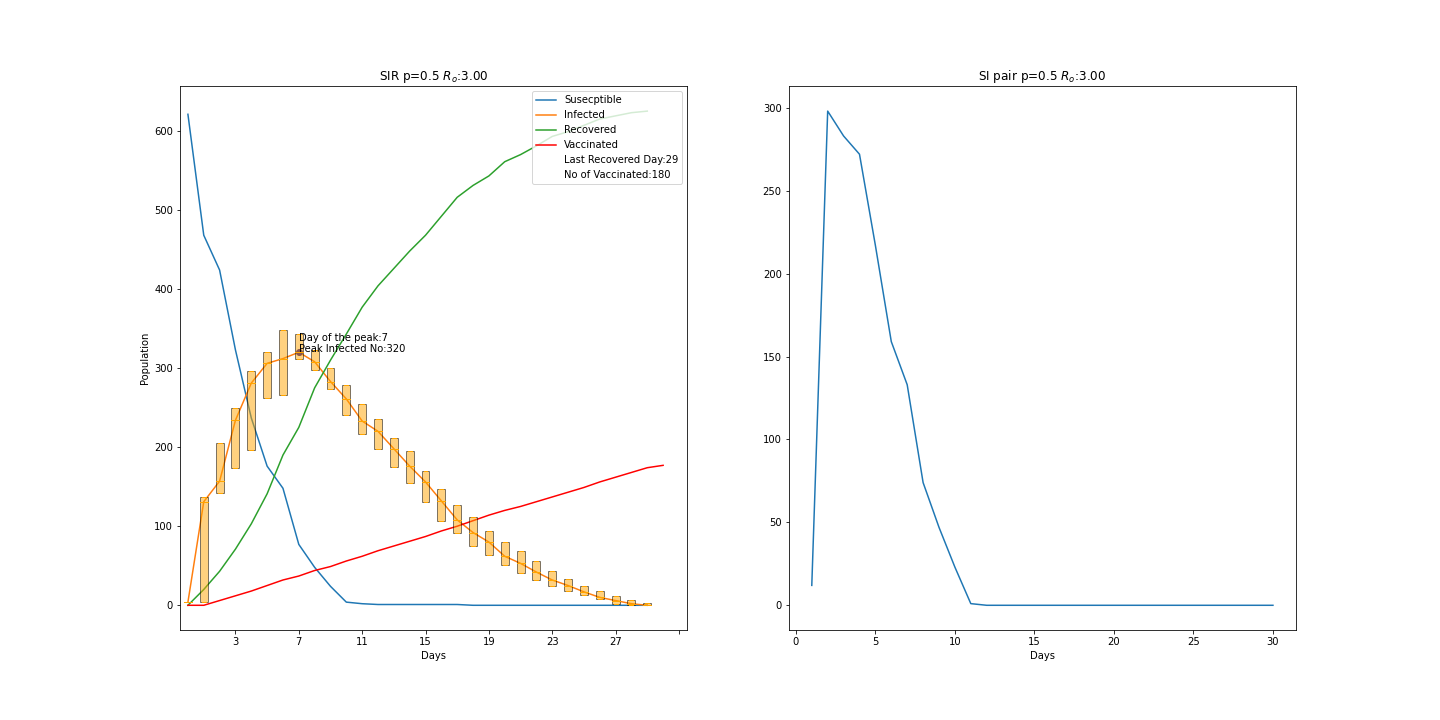 SIR p=0.5 Rₒ:3.00
Susecptible
Infected
Recovered
Vaccinated
Last Recovered Day:29
No of Vaccinated:180
Day of the peak:7
Peak Infected No:320
Population
600
500
400
300
200
100
0
3 7 11 15 19 23 27
Days
SI pair p=0.5 Rₒ:3.00
300
250
200
150
100
50
0
0 5 10 15 20 25 30
Days